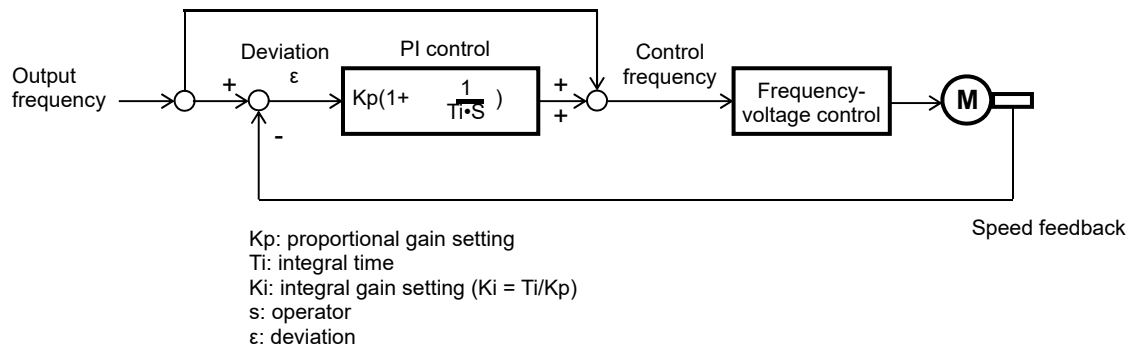 Output
frequency
Deviation
ε
+
-
PI control
Kp(1+ 1 )
Ti•S
+
+
Control
frequency
Frequency-
voltage control
M
Speed feedback
Kp: proportional gain setting
Ti: integral time
Ki: integral gain setting (Ki = Ti/Kp)
s: operator
ε: deviation